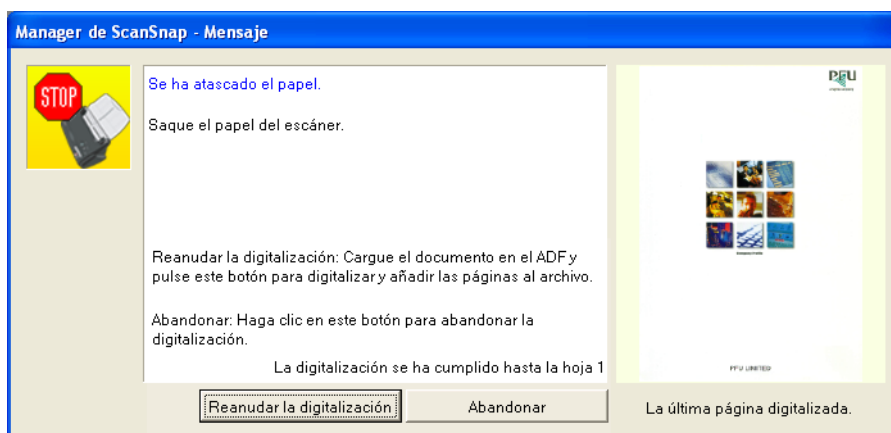 Manager de ScanSnap - Mensaje
STOP
Se ha atascado el papel.
Saque el papel del escáner.
Reanudar la digitalización: Cargue el documento en el ADF y
pulse este botón para digitalizar y añadir las páginas al archivo.
Abandonar: Haga clic en este botón para abandonar la
digitalización.
La digitalización se ha cumplido hasta la hoja 1
Reanudar la digitalización
Abandonar
PFU
PFU LIMITED
La última página digitalizada.